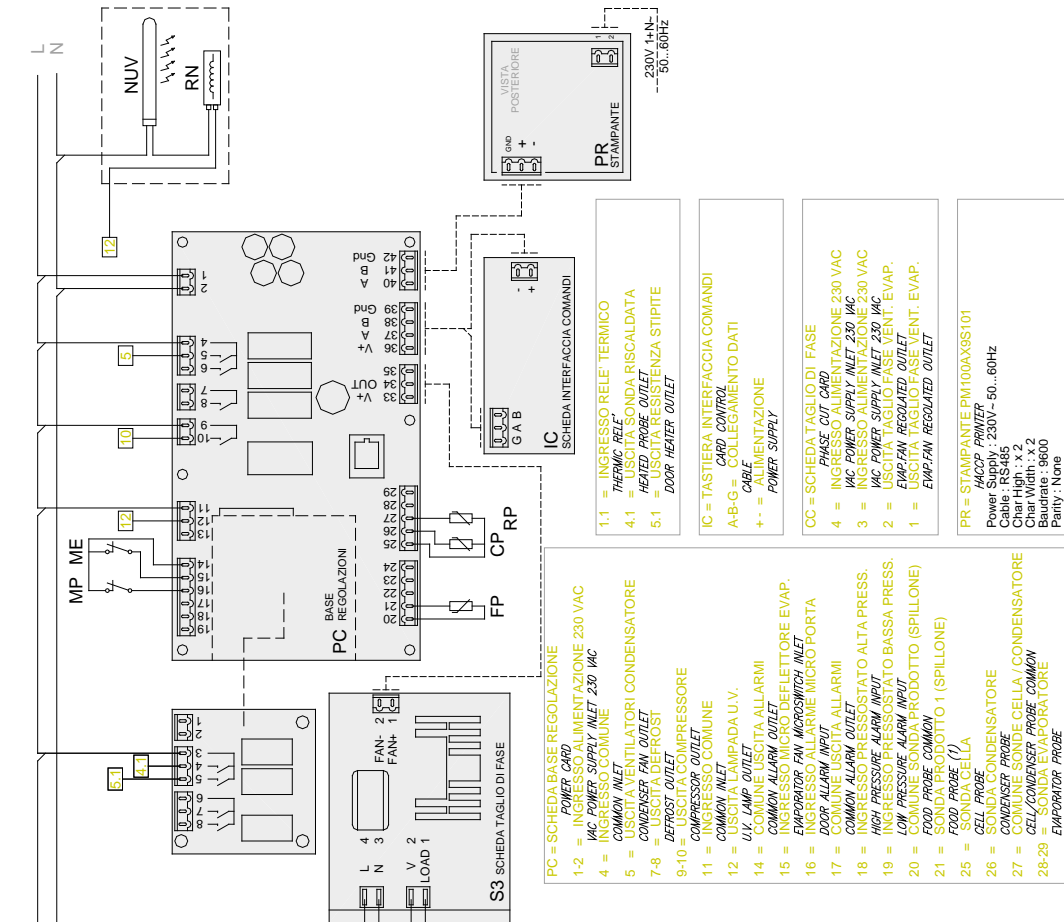 L
N
NUV
RN
12
VISTA
POSTERIORE
GND
+
-
1
2
PR
STAMPANTE
230V 1+N~
50...60Hz
1
2
4
5
6
7
8
9
10
11
12
13
14
15
16
17
18
19
5
10
12
MP
ME
42 Gnd
41 B
40 A
39 Gnd
38 B
37 A
36 V+
35
34 OUT
33 V+
29
28
27
26
25
24
23
22
21
20
PC
BASE
REGOLAZIONI
RP
CP
FP
-
+
G A B
IC
SCHEDA INTERFACCIA COMANDI
5.1
4.1
1
2
3
4
5
6
7
8
FAN- 2
FAN+ 1
L 4
N 3
V 2
LOAD 1
S3 SCHEDA TAGLIO DI FASE
PC = SCHEDA BASE REGOLAZIONE
POWER CARD
1-2 = INGRESSO ALIMENTAZIONE 230 VAC
VAC POWER SUPPLY INLET 230 VAC
4 = INGRESSO COMUNE
COMMON INLET
5 = USCITA VENTILATORI CONDENSATORE
CONDENSER FAN OUTLET
7-8 = USCITA DEFROST
DEFROST OUTLET
9-10 = USCITA COMPRESSORE
COMPRESSOR OUTLET
11 = INGRESSO COMUNE
COMMON INLET
12 = USCITA LAMPADA U.V.
U.V. LAMP OUTLET
14 = COMUNE USCITA ALLARMI
COMMON ALLARM OUTLET
15 = INGRESSO MICRO DEFLETTORE EVAP.
EVAPORATOR FAN MICROSWITCH INLET
16 = INGRESSO ALLARME MICRO PORTA
DOOR ALLARM INPUT
17 = COMUNE USCITA ALLARMI
COMMON ALLARM OUTLET
18 = INGRESSO PRESSOSTATO ALTA PRESS.
HIGH PRESSURE ALARM INPUT
19 = INGRESSO PRESSOSTATO BASSA PRESS.
LOW PRESSURE ALARM INPUT
20 = COMUNE SONDA PRODOTTO (SPILLONE)
FOOD PROBE COMMON
21 = SONDA PRODOTTO 1 (SPILLONE)
FOOD PROBE (1)
25 = SONDA CELLA
CELL PROBE
26 = SONDA CONDENSATORE
CONDENSER PROBE
27 = COMUNE SONDE CELLA / CONDENSATORE
CELL/CONDENSER PROBE COMMON
28-29 = SONDA EVAPORATORE
EVAPORATOR PROBE
1.1 = INGRESSO RELE' TERMICO
THERMIC RELE'
4.1 = USCITA SONDA RISCALDATA
HEATED PROBE OUTLET
5.1 = USCITA RESISTENZA STIPITE
DOOR HEATER OUTLET
IC = TASTIERA INTERFACCIA COMANDI
CARD CONTROL
A-B-G = COLLEGAMENTO DATI
CABLE
+ - = ALIMENTAZIONE
POWER SUPPLY
CC = SCHEDA TAGLIO DI FASE
PHASE CUT CARD
4 = INGRESSO ALIMENTAZIONE 230 VAC
VAC POWER SUPPLY INLET 230 VAC
3 = INGRESSO ALIMENTAZIONE 230 VAC
VAC POWER SUPPLY INLET 230 VAC
2 = USCITA TAGLIO FASE VENT. EVAP.
EVAP.FAN REGOLATED OUTLET
1 = USCITA TAGLIO FASE VENT. EVAP.
EVAP.FAN REGOLATED OUTLET
PR = STAMPANTE PM100AX9S101
HACCP PRINTER
Power Supply : 230V~ 50...60Hz
Cable : RS485
Char High : x 2
Char Width : x 2
Baudrate : 9600
Parity : None